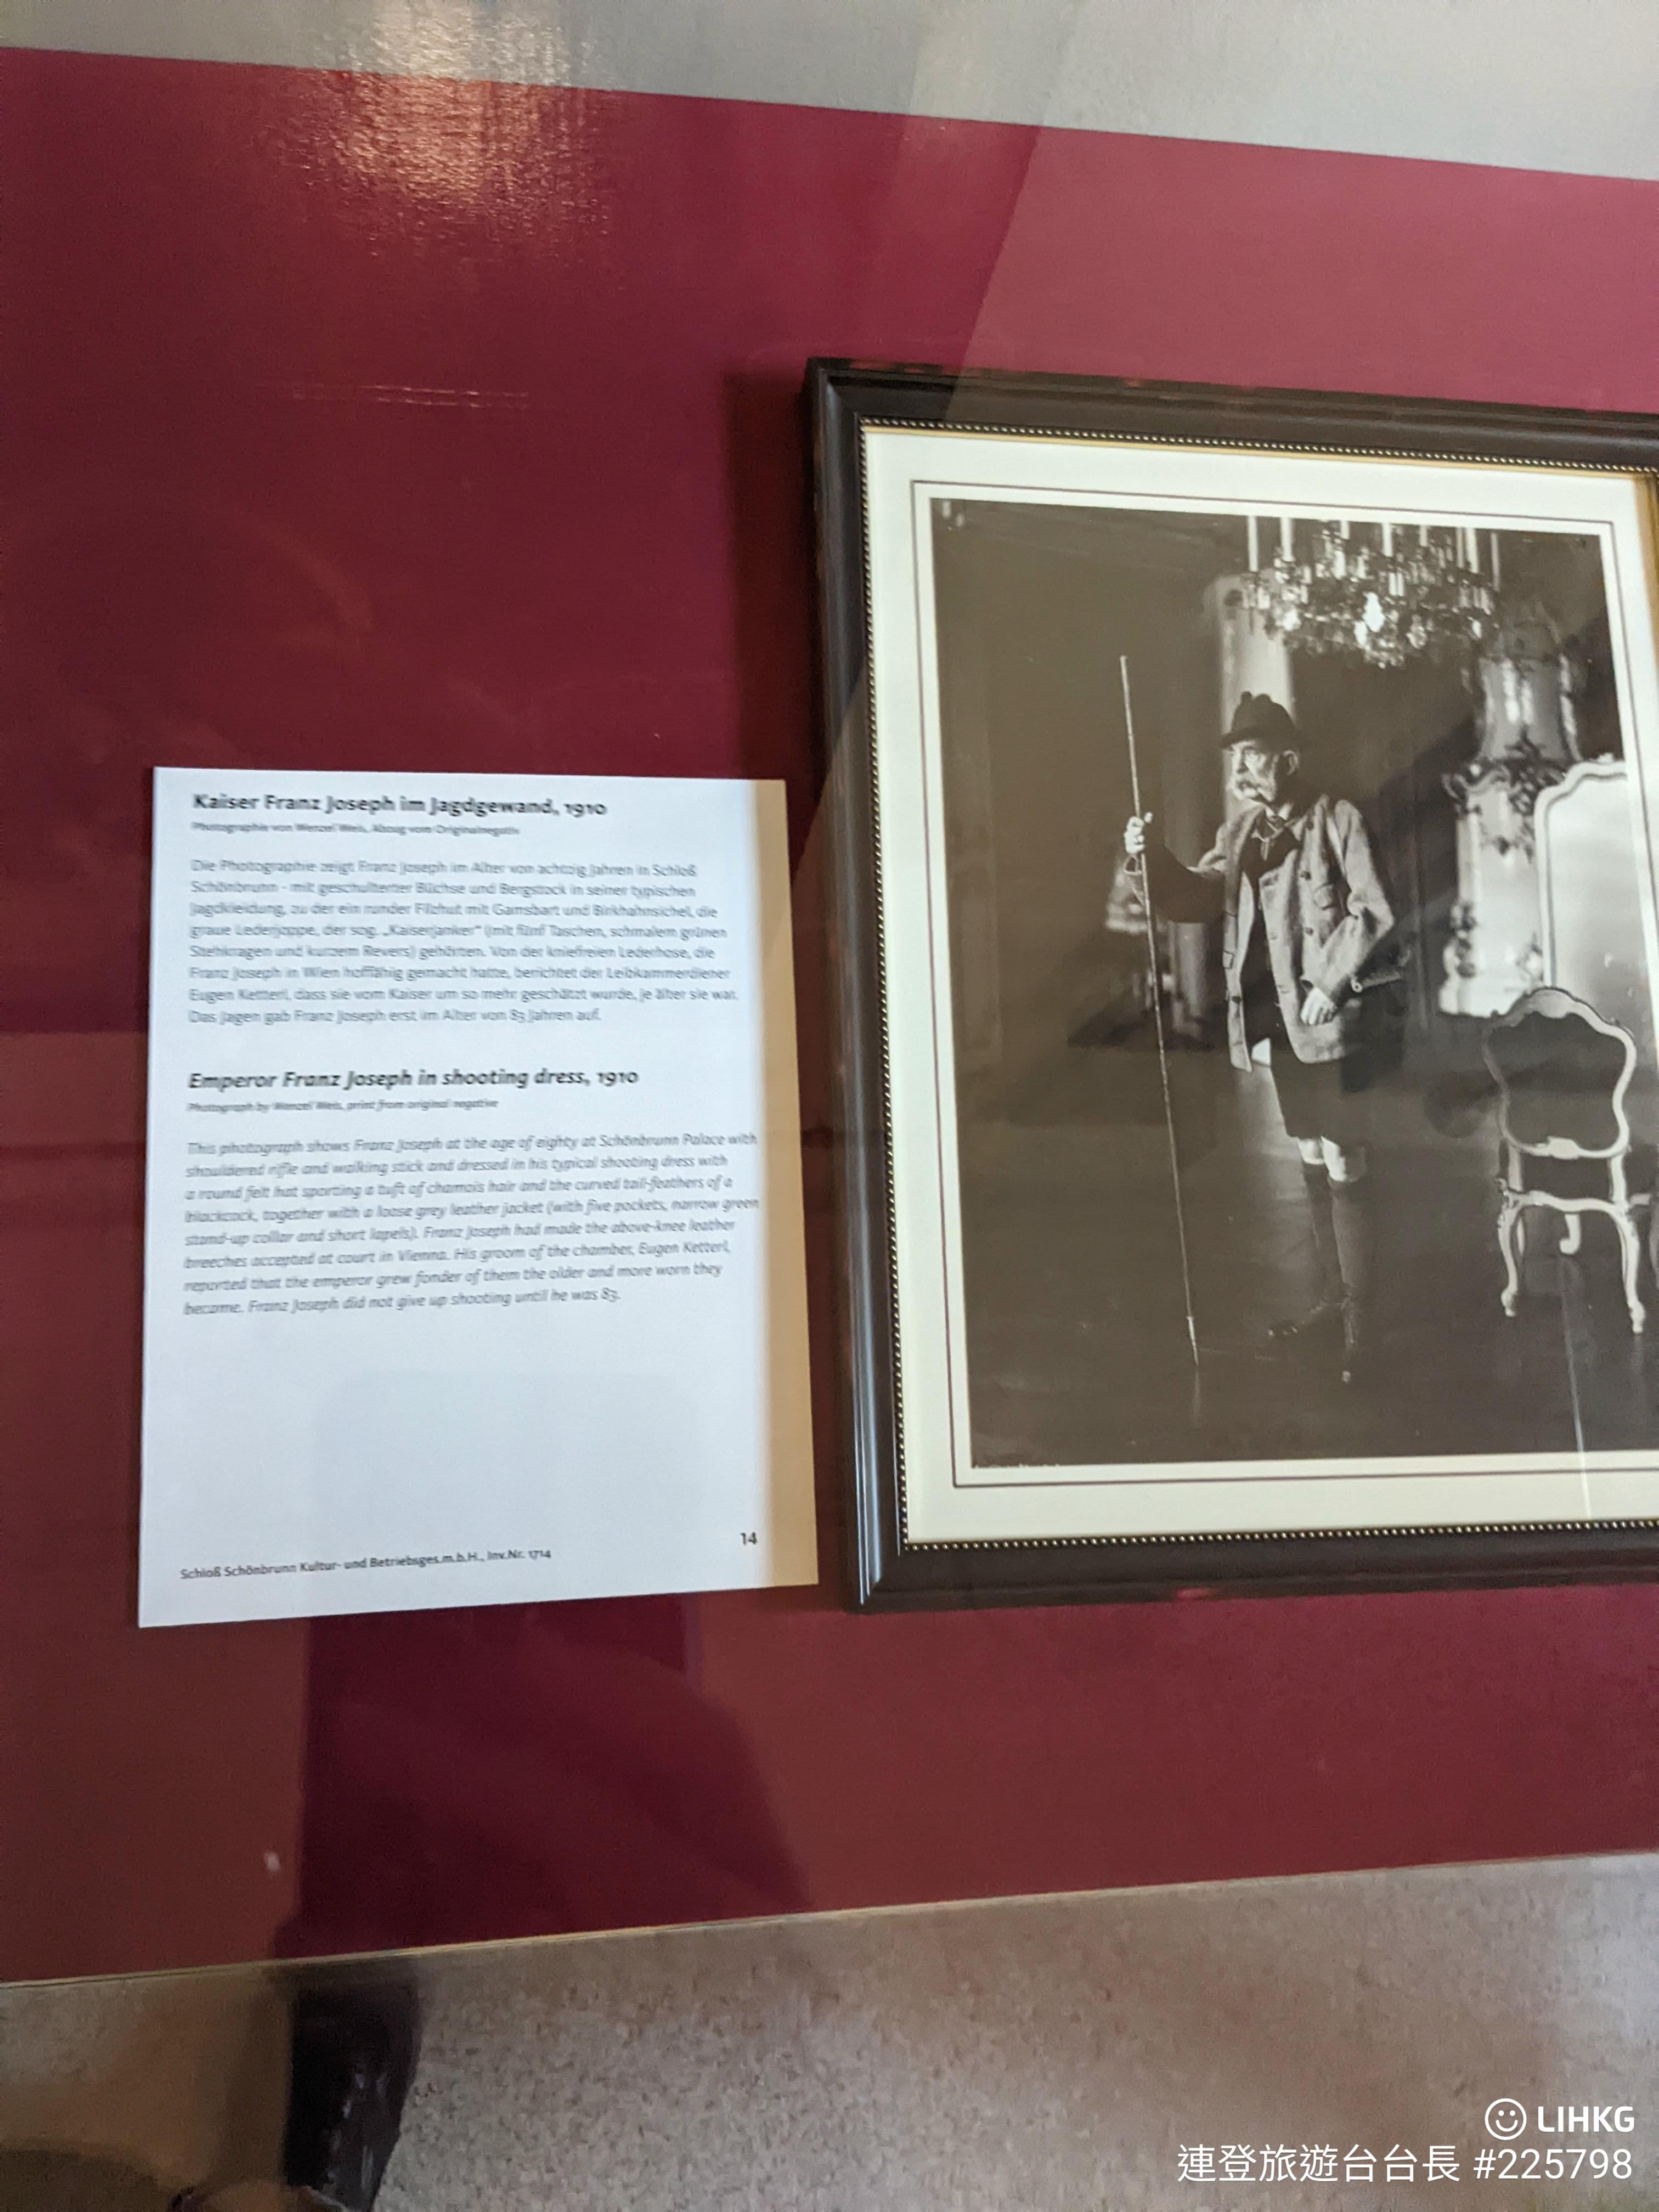 Kaiser Franz Joseph im Jagdgewand, 1910
Photographie von Wenzel Weis, Abzug vom Originalnegativ
Die Photographie zeigt Franz Joseph im Alter von achtzig Jahren in Schloß
Schönbrunn - mit geschulterter Büchse und Bergstock in seiner typischen
Jagdkleidung, zu der ein runder Filzhut mit Gamsbart und Birkhahnsichel, die
graue Lederjoppe, der sog. „Kaiserjanker“ (mit fünf Taschen, schmalem grünen
Stehkragen und kurzem Revers) gehörten. Von der kniefreien Lederhose, die
Franz Joseph in Wien hoffähig gemacht hatte, berichtet der Leibkammerdiener
Eugen Ketterl, dass sie vom Kaiser um so mehr geschätzt wurde, je älter sie war.
Das Jagen gab Franz Joseph erst im Alter von 83 Jahren auf.
Emperor Franz Joseph in shooting dress, 1910
Photograph by Wenzel Weis, print from original negative
This photograph shows Franz Joseph at the age of eighty at Schönbrunn Palace with
shouldered rifle and walking stick and dressed in his typical shooting dress with
a round felt hat sporting a tuft of chamois hair and the curved tail-feathers of a
blackcock, together with a loose grey leather jacket (with five pockets, narrow green
stand-up collar and short lapels). Franz Joseph had made the above-knee leather
breeches accepted at court in Vienna. His groom of the chamber, Eugen Ketterl,
reported that the emperor grew fonder of them the older and more worn they
became. Franz Joseph did not give up shooting until he was 83.
14
Schloß Schönbrunn Kultur- und Betriebsges.m.b.H., Inv.Nr. 1714
LIHKG
連登旅遊台台長 #225798